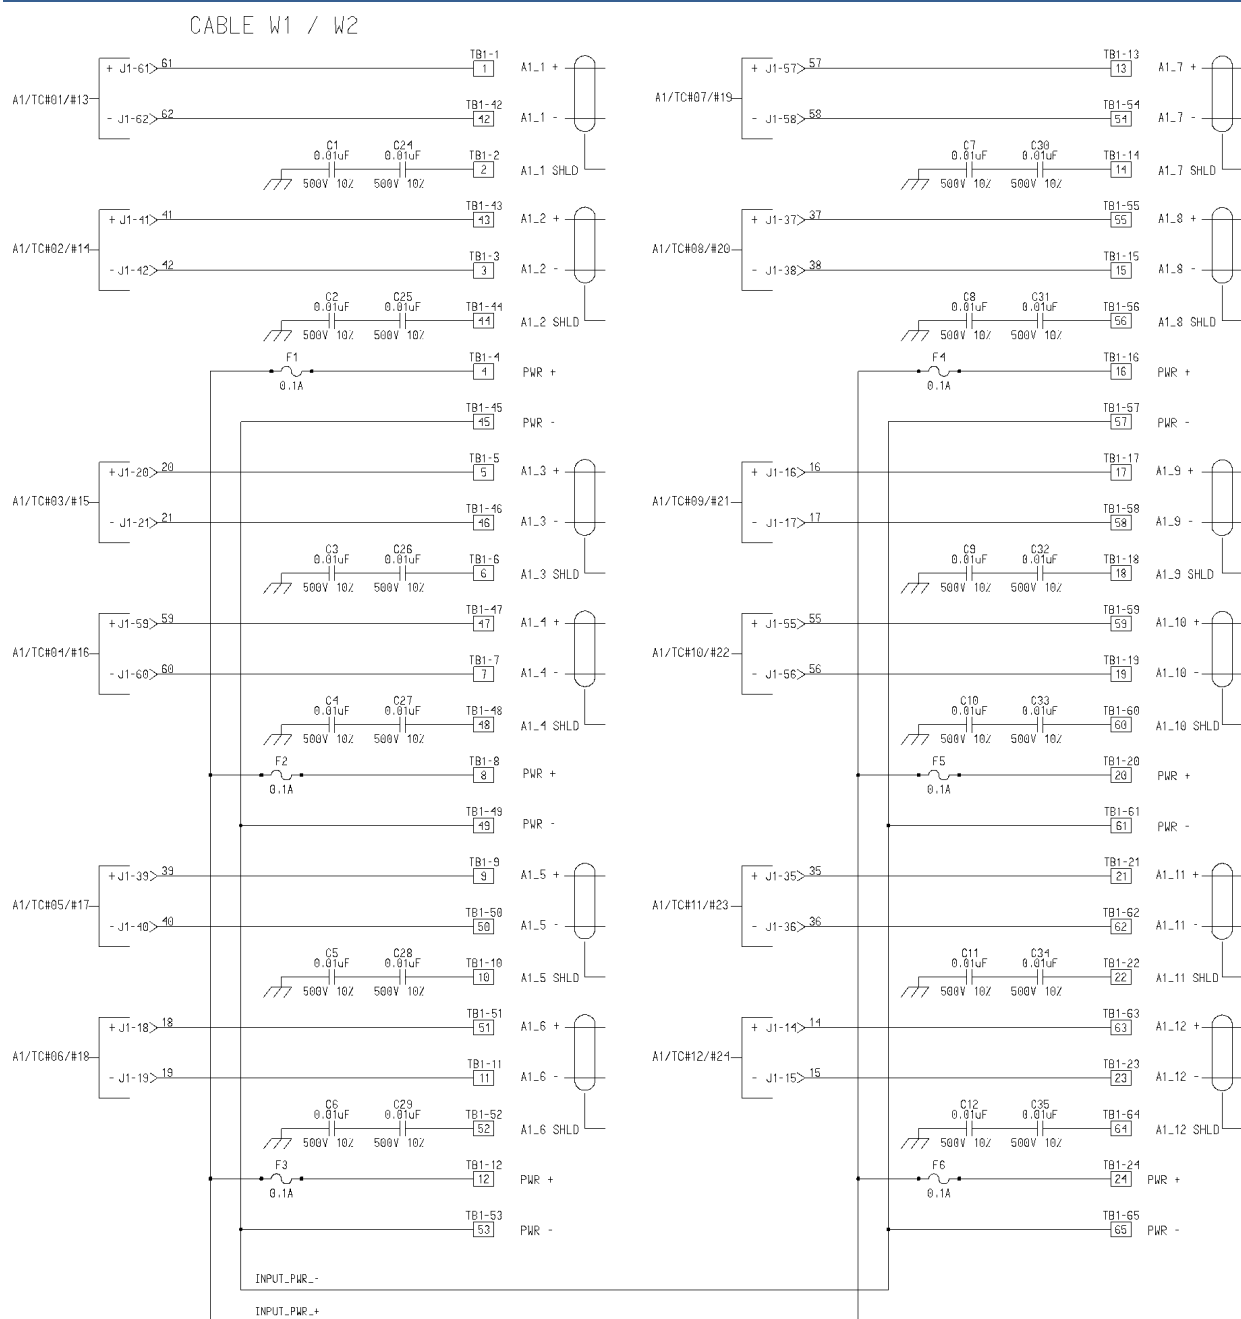 CABLE W1 / W2
A1/TC#01/#13
+ J1-61 61 TB1-1 1 A1_1 +
- J1-62 62 TB1-42 42 A1_1 -
C1 0.01uF 500V 10% C24 0.01uF 500V 10% TB1-2 2 A1_1 SHLD
A1/TC#02/#14
+ J1-41 41 TB1-43 43 A1_2 +
- J1-42 42 TB1-3 3 A1_2 -
C2 0.01uF 500V 10% C25 0.01uF 500V 10% TB1-44 44 A1_2 SHLD
F1 0.1A TB1-4 4 PWR +
TB1-45 45 PWR -
A1/TC#03/#15
+ J1-20 20 TB1-5 5 A1_3 +
- J1-21 21 TB1-46 46 A1_3 -
C3 0.01uF 500V 10% C26 0.01uF 500V 10% TB1-6 6 A1_3 SHLD
A1/TC#04/#16
+ J1-59 59 TB1-47 47 A1_4 +
- J1-60 60 TB1-7 7 A1_4 -
C4 0.01uF 500V 10% C27 0.01uF 500V 10% TB1-48 48 A1_4 SHLD
F2 0.1A TB1-8 8 PWR +
TB1-49 49 PWR -
A1/TC#05/#17
+ J1-39 39 TB1-9 9 A1_5 +
- J1-40 40 TB1-50 50 A1_5 -
C5 0.01uF 500V 10% C28 0.01uF 500V 10% TB1-10 10 A1_5 SHLD
A1/TC#06/#18
+ J1-18 18 TB1-51 51 A1_6 +
- J1-19 19 TB1-11 11 A1_6 -
C6 0.01uF 500V 10% C29 0.01uF 500V 10% TB1-52 52 A1_6 SHLD
F3 0.1A TB1-12 12 PWR +
TB1-53 53 PWR -
INPUT_PWR_-
INPUT_PWR_+
A1/TC#07/#19
+ J1-57 57 TB1-13 13 A1_7 +
- J1-58 58 TB1-54 54 A1_7 -
C7 0.01uF 500V 10% C30 0.01uF 500V 10% TB1-14 14 A1_7 SHLD
A1/TC#08/#20
+ J1-37 37 TB1-55 55 A1_8 +
- J1-38 38 TB1-15 15 A1_8 -
C8 0.01uF 500V 10% C31 0.01uF 500V 10% TB1-56 56 A1_8 SHLD
F4 0.1A TB1-16 16 PWR +
TB1-57 57 PWR -
A1/TC#09/#21
+ J1-16 16 TB1-17 17 A1_9 +
- J1-17 17 TB1-58 58 A1_9 -
C9 0.01uF 500V 10% C32 0.01uF 500V 10% TB1-18 18 A1_9 SHLD
A1/TC#10/#22
+ J1-55 55 TB1-59 59 A1_10 +
- J1-56 56 TB1-19 19 A1_10 -
C10 0.01uF 500V 10% C33 0.01uF 500V 10% TB1-60 60 A1_10 SHLD
F5 0.1A TB1-20 20 PWR +
TB1-61 61 PWR -
A1/TC#11/#23
+ J1-35 35 TB1-21 21 A1_11 +
- J1-36 36 TB1-62 62 A1_11 -
C11 0.01uF 500V 10% C34 0.01uF 500V 10% TB1-22 22 A1_11 SHLD
A1/TC#12/#24
+ J1-14 14 TB1-63 63 A1_12 +
- J1-15 15 TB1-23 23 A1_12 -
C12 0.01uF 500V 10% C35 0.01uF 500V 10% TB1-64 64 A1_12 SHLD
F6 0.1A TB1-24 24 PWR +
TB1-65 65 PWR -